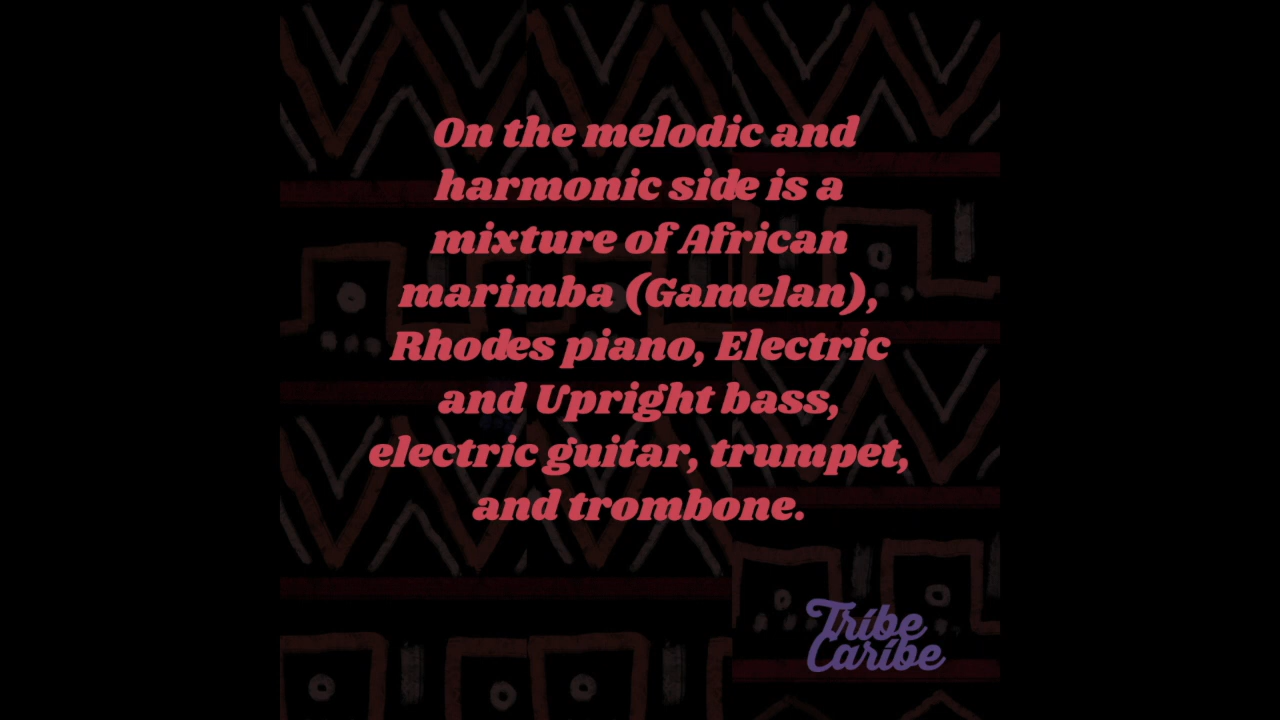 On the melodic and
harmonic side is a
mixture of African
marimba (Gamelan),
Rhodes piano, Electric
and Upright bass,
electric guitar, trumpet,
and trombone.
Tribe
Caribe